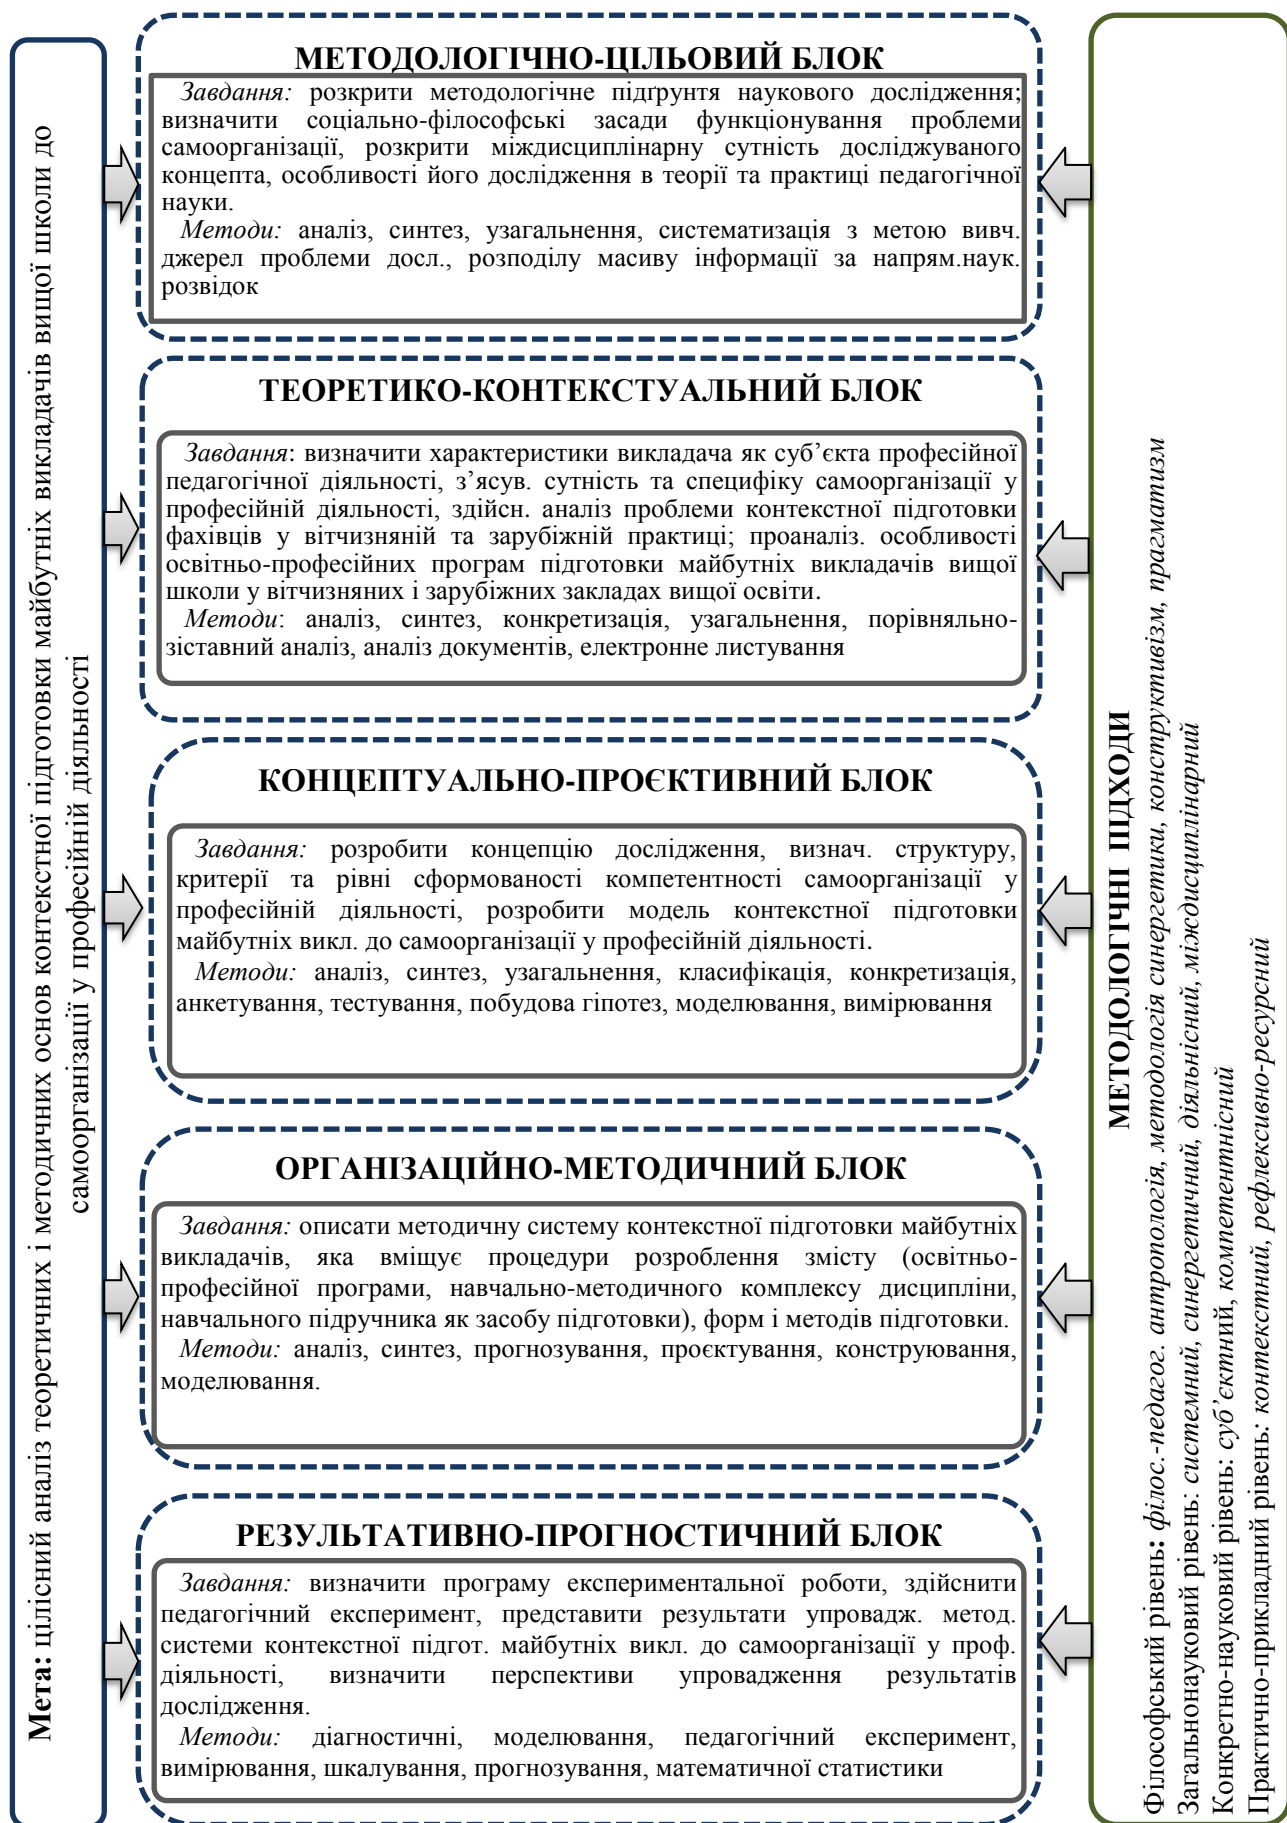 Мета: цілісний аналіз теоретичних і методичних основ контекстної підготовки майбутніх викладачів вищої школи до
самоорганізації у професійній діяльності
МЕТОДОЛОГІЧНО-ЦІЛЬОВИЙ БЛОК
Завдання: розкрити методологічне підґрунтя наукового дослідження;
визначити соціально-філософські засади функціонування проблеми
самоорганізації, розкрити міждисциплінарну сутність досліджуваного
концепта, особливості його дослідження в теорії та практиці педагогічної
науки.
Методи: аналіз, синтез, узагальнення, систематизація з метою вивч.
джерел проблеми досл., розподілу масиву інформації за напрям.наук.
розвідок
ТЕОРЕТИКО-КОНТЕКСТУАЛЬНИЙ БЛОК
Завдання: визначити характеристики викладача як суб’єкта професійної
педагогічної діяльності, з’ясув. сутність та специфіку самоорганізації у
професійній діяльності, здійсн. аналіз проблеми контекстної підготовки
фахівців у вітчизняній та зарубіжній практиці; проаналіз. особливості
освітньо-професійних програм підготовки майбутніх викладачів вищої
школи у вітчизняних і зарубіжних закладах вищої освіти.
Методи: аналіз, синтез, конкретизація, узагальнення, порівняльно-
зіставний аналіз, аналіз документів, електронне листування
КОНЦЕПТУАЛЬНО-ПРОЄКТИВНИЙ БЛОК
Завдання: розробити концепцію дослідження, визнач. структуру,
критерії та рівні сформованості компетентності самоорганізації у
професійній діяльності, розробити модель контекстної підготовки
майбутніх викл. до самоорганізації у професійній діяльності.
Методи: аналіз, синтез, узагальнення, класифікація, конкретизація,
анкетування, тестування, побудова гіпотез, моделювання, вимірювання
ОРГАНІЗАЦІЙНО-МЕТОДИЧНИЙ БЛОК
Завдання: описати методичну систему контекстної підготовки майбутніх
викладачів, яка вміщує процедури розроблення змісту (освітньо-
професійної програми, навчально-методичного комплексу дисципліни,
навчального підручника як засобу підготовки), форм і методів підготовки.
Методи: аналіз, синтез, прогнозування, проєктування, конструювання,
моделювання.
РЕЗУЛЬТАТИВНО-ПРОГНОСТИЧНИЙ БЛОК
Завдання: визначити програму експериментальної роботи, здійснити
педагогічний експеримент, представити результати упровадж. метод.
системи контекстної підгот. майбутніх викл. до самоорганізації у проф.
діяльності, визначити перспективи упровадження результатів
дослідження.
Методи: діагностичні, моделювання, педагогічний експеримент,
вимірювання, шкалування, прогнозування, математичної статистики
МЕТОДОЛОГІЧНІ ПІДХОДИ
Філософський рівень: філос.-педагог. антропологія, методологія синергетики, конструктивізм, прагматизм
Загальнонауковий рівень: системний, синергетичний, діяльнісний, міждисциплінарний
Конкретно-науковий рівень: суб’єктний, компетентнісний
Практично-прикладний рівень: контекстний, рефлексивно-ресурсний